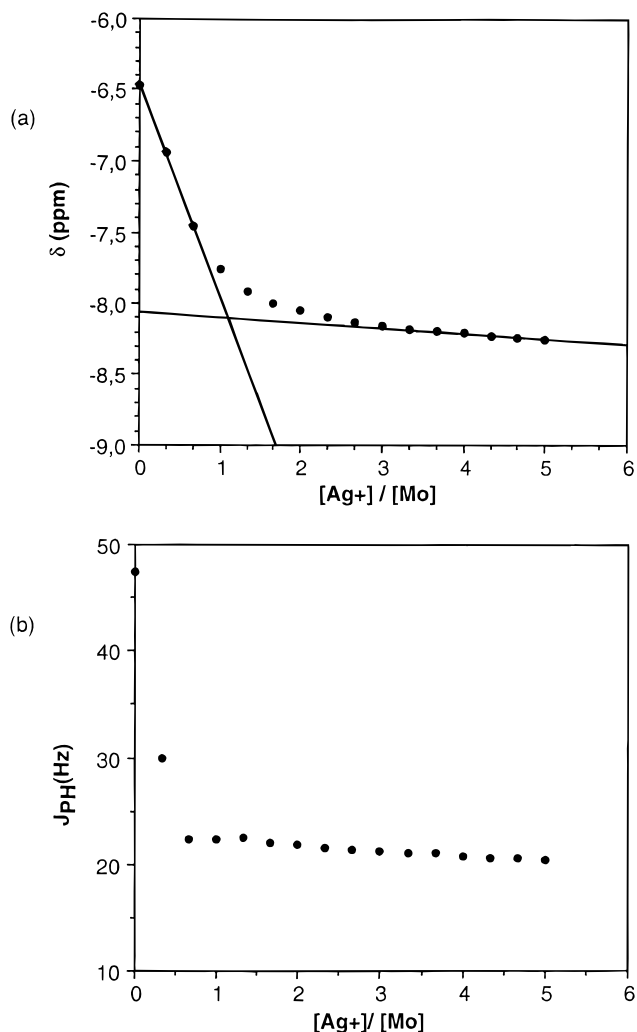 (a)
δ (ppm)
-6,0
-6,5
-7,0
-7,5
-8,0
-8,5
-9,0
0 1 2 3 4 5 6
[Ag+] / [Mo]
(b)
JPH(Hz)
50
40
30
20
10
0 1 2 3 4 5 6
[Ag+]/ [Mo]